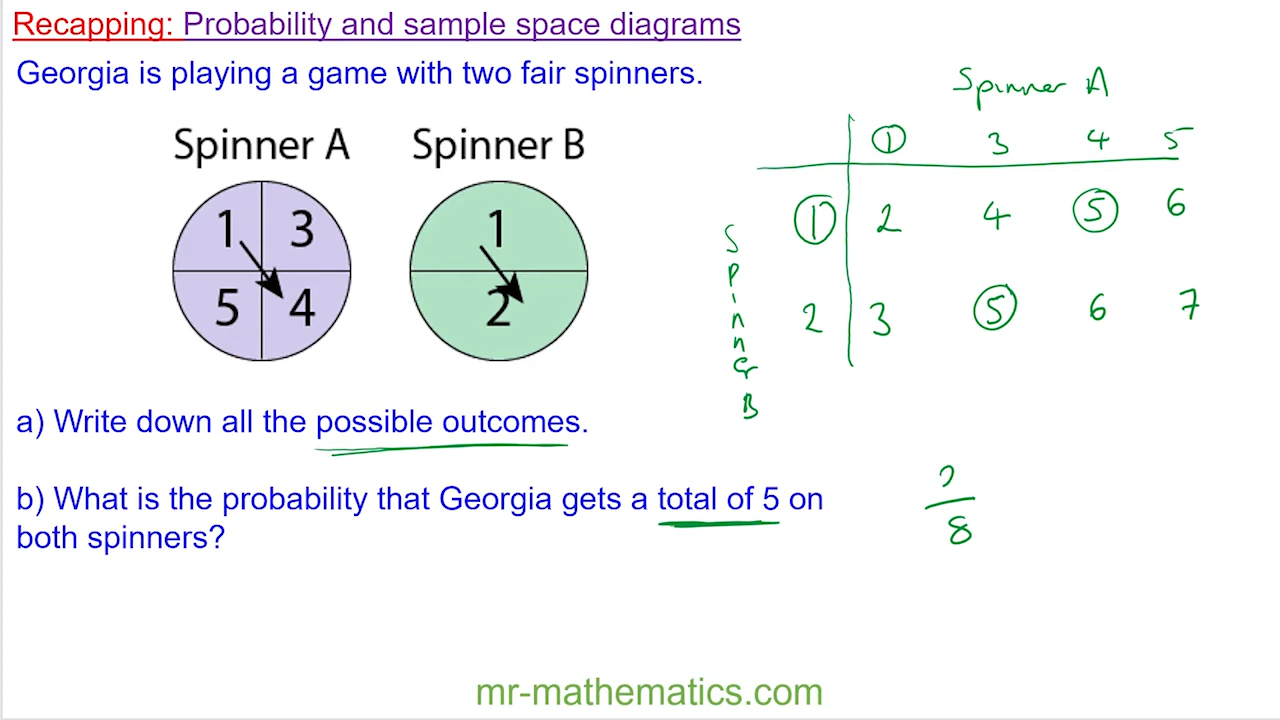 Recapping: Probability and sample space diagrams
Georgia is playing a game with two fair spinners.
Spinner A
Spinner B
1 3
5 4
1
2
Spinner A
1 3 4 5
Spinner B
1 2 4 5 6
2 3 5 6 7
a) Write down all the possible outcomes.
b) What is the probability that Georgia gets a total of 5 on
both spinners?
8
mr-mathematics.com